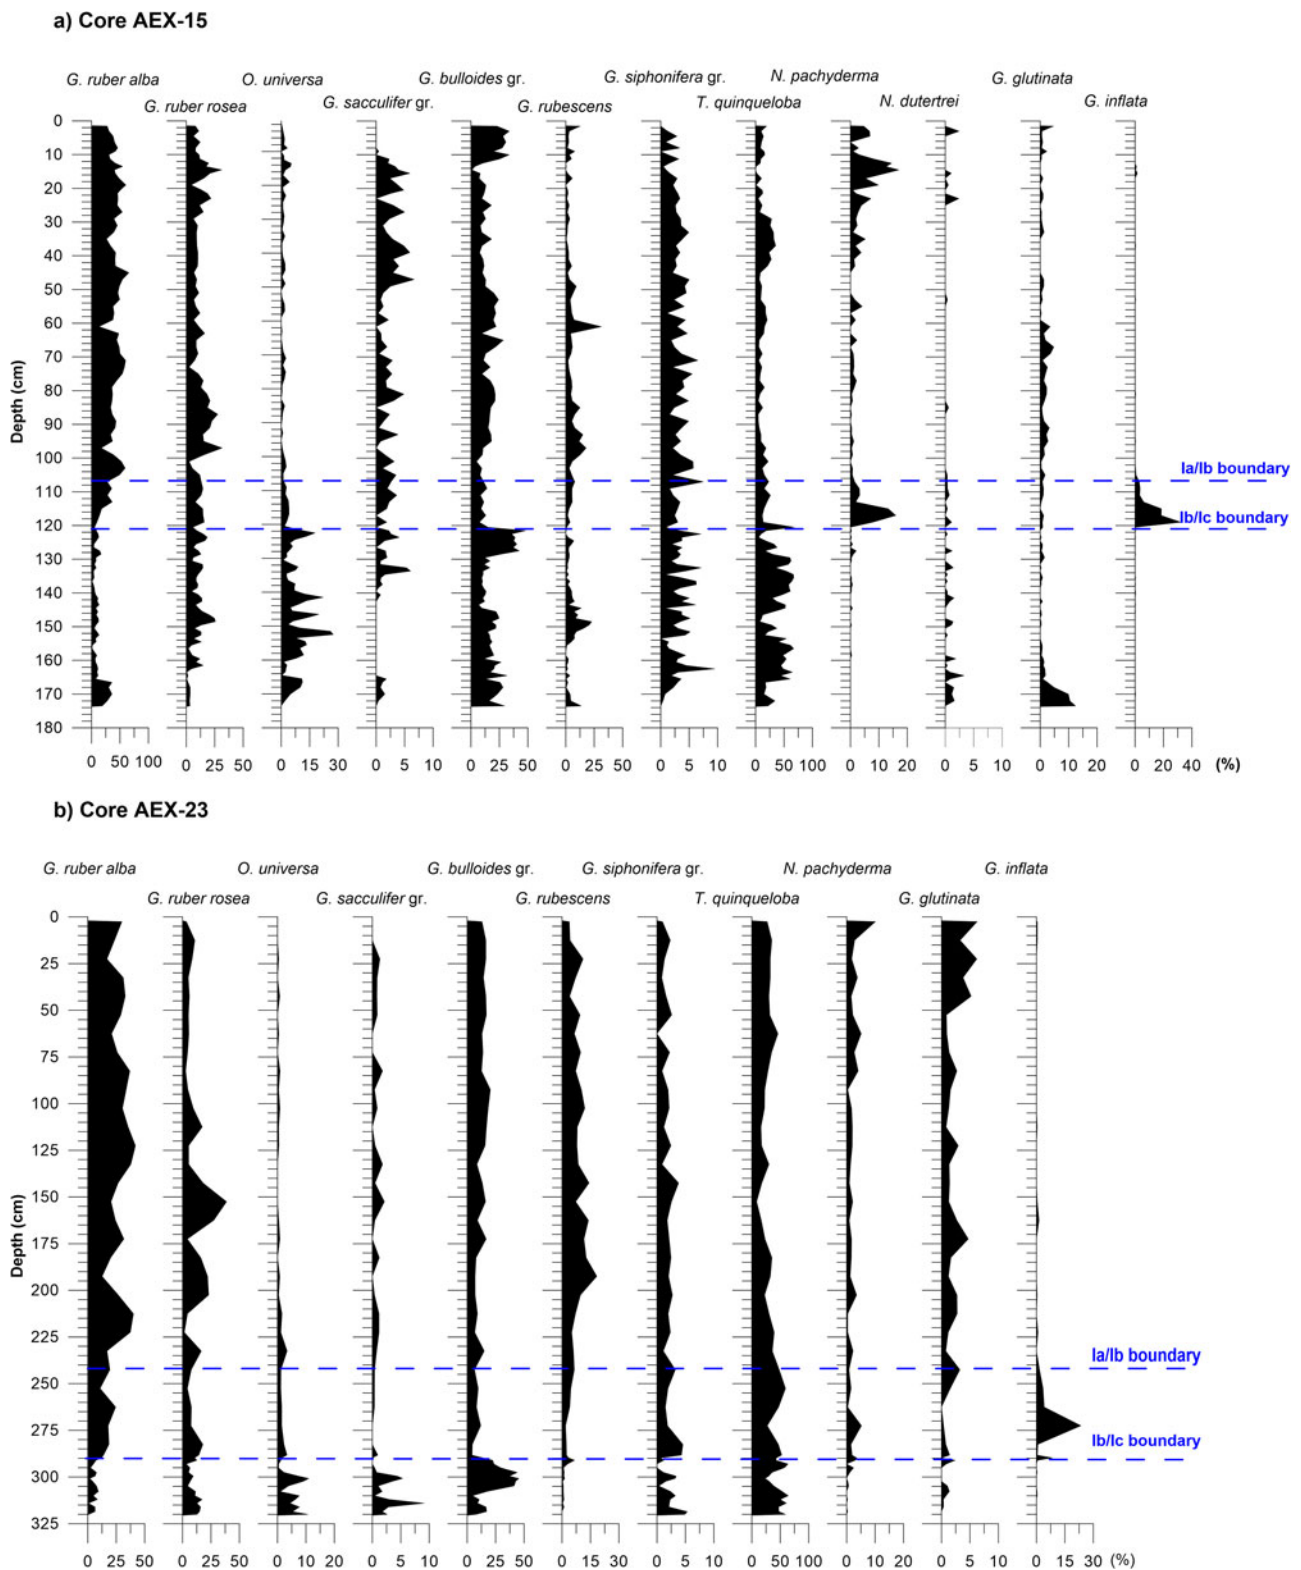 a) Core AEX-15
G. ruber alba O. universa G. bulloides gr. G. siphonifera gr. N. pachyderma G. glutinata
G. ruber rosea G. sacculifer gr. G. rubescens T. quinqueloba N. dutertrei G. inflata
0
10
20
30
40
50
60
70
80
90
100
110
120
130
140
150
160
170
180
Depth (cm)
Ia/Ib boundary
Ib/Ic boundary
0 50 100 0 25 50 0 15 30 0 5 10 0 25 50 0 25 50 0 5 10 0 50 100 0 10 20 0 5 10 0 5 10 0 20 40 (%)
b) Core AEX-23
G. ruber alba O. universa G. bulloides gr. G. siphonifera gr. N. pachyderma G. inflata
G. ruber rosea G. sacculifer gr. G. rubescens T. quinqueloba G. glutinata
0
25
50
75
100
125
150
175
200
225
250
275
300
325
Depth (cm)
Ia/Ib boundary
Ib/Ic boundary
0 50 0 25 50 0 25 50 0 5 10 0 25 50 0 15 30 0 5 10 0 50 100 0 10 20 0 5 10 0 15 30 (%)